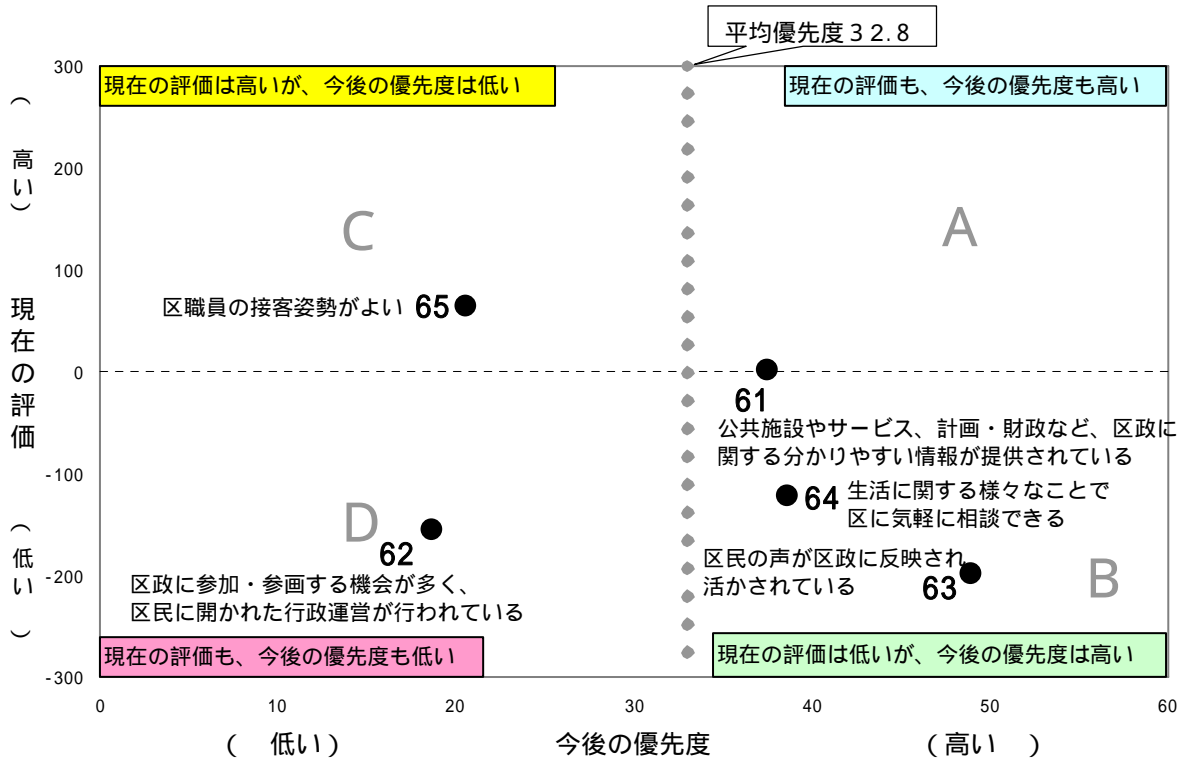 平均優先度３２.８
現在の評価は高いが、今後の優先度は低い
現在の評価も、今後の優先度も高い
300
200
100
0
-100
-200
-300
（ 高い）
現在の評価
（低い ）
C
A
区職員の接客姿勢がよい 65
61
公共施設やサービス、計画・財政など、区政に
関する分かりやすい情報が提供されている
64 生活に関する様々なことで
区に気軽に相談できる
D
62
区政に参加・参画する機会が多く、
区民に開かれた行政運営が行われている
区民の声が区政に反映され、
活かされている
63
B
現在の評価も、今後の優先度も低い
現在の評価は低いが、今後の優先度は高い
0 10 20 30 40 50 60
（ 低い） 今後の優先度 （高い ）